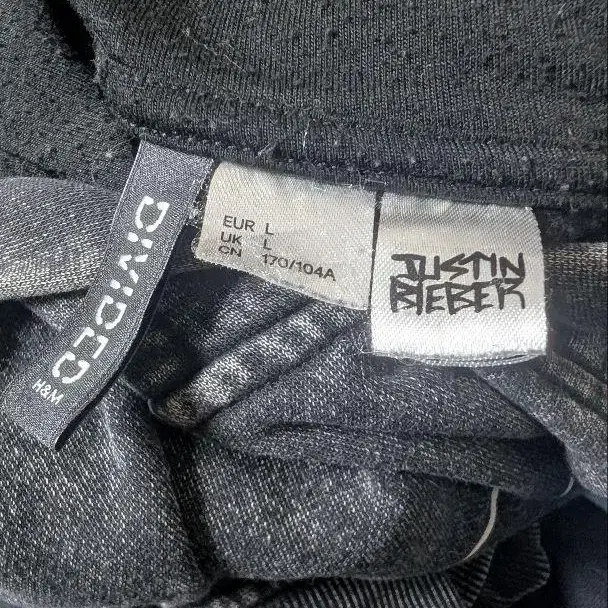 DIVIDED
H&M
EUR L
UK L
CN 170/104A
JUSTIN
BIEBER